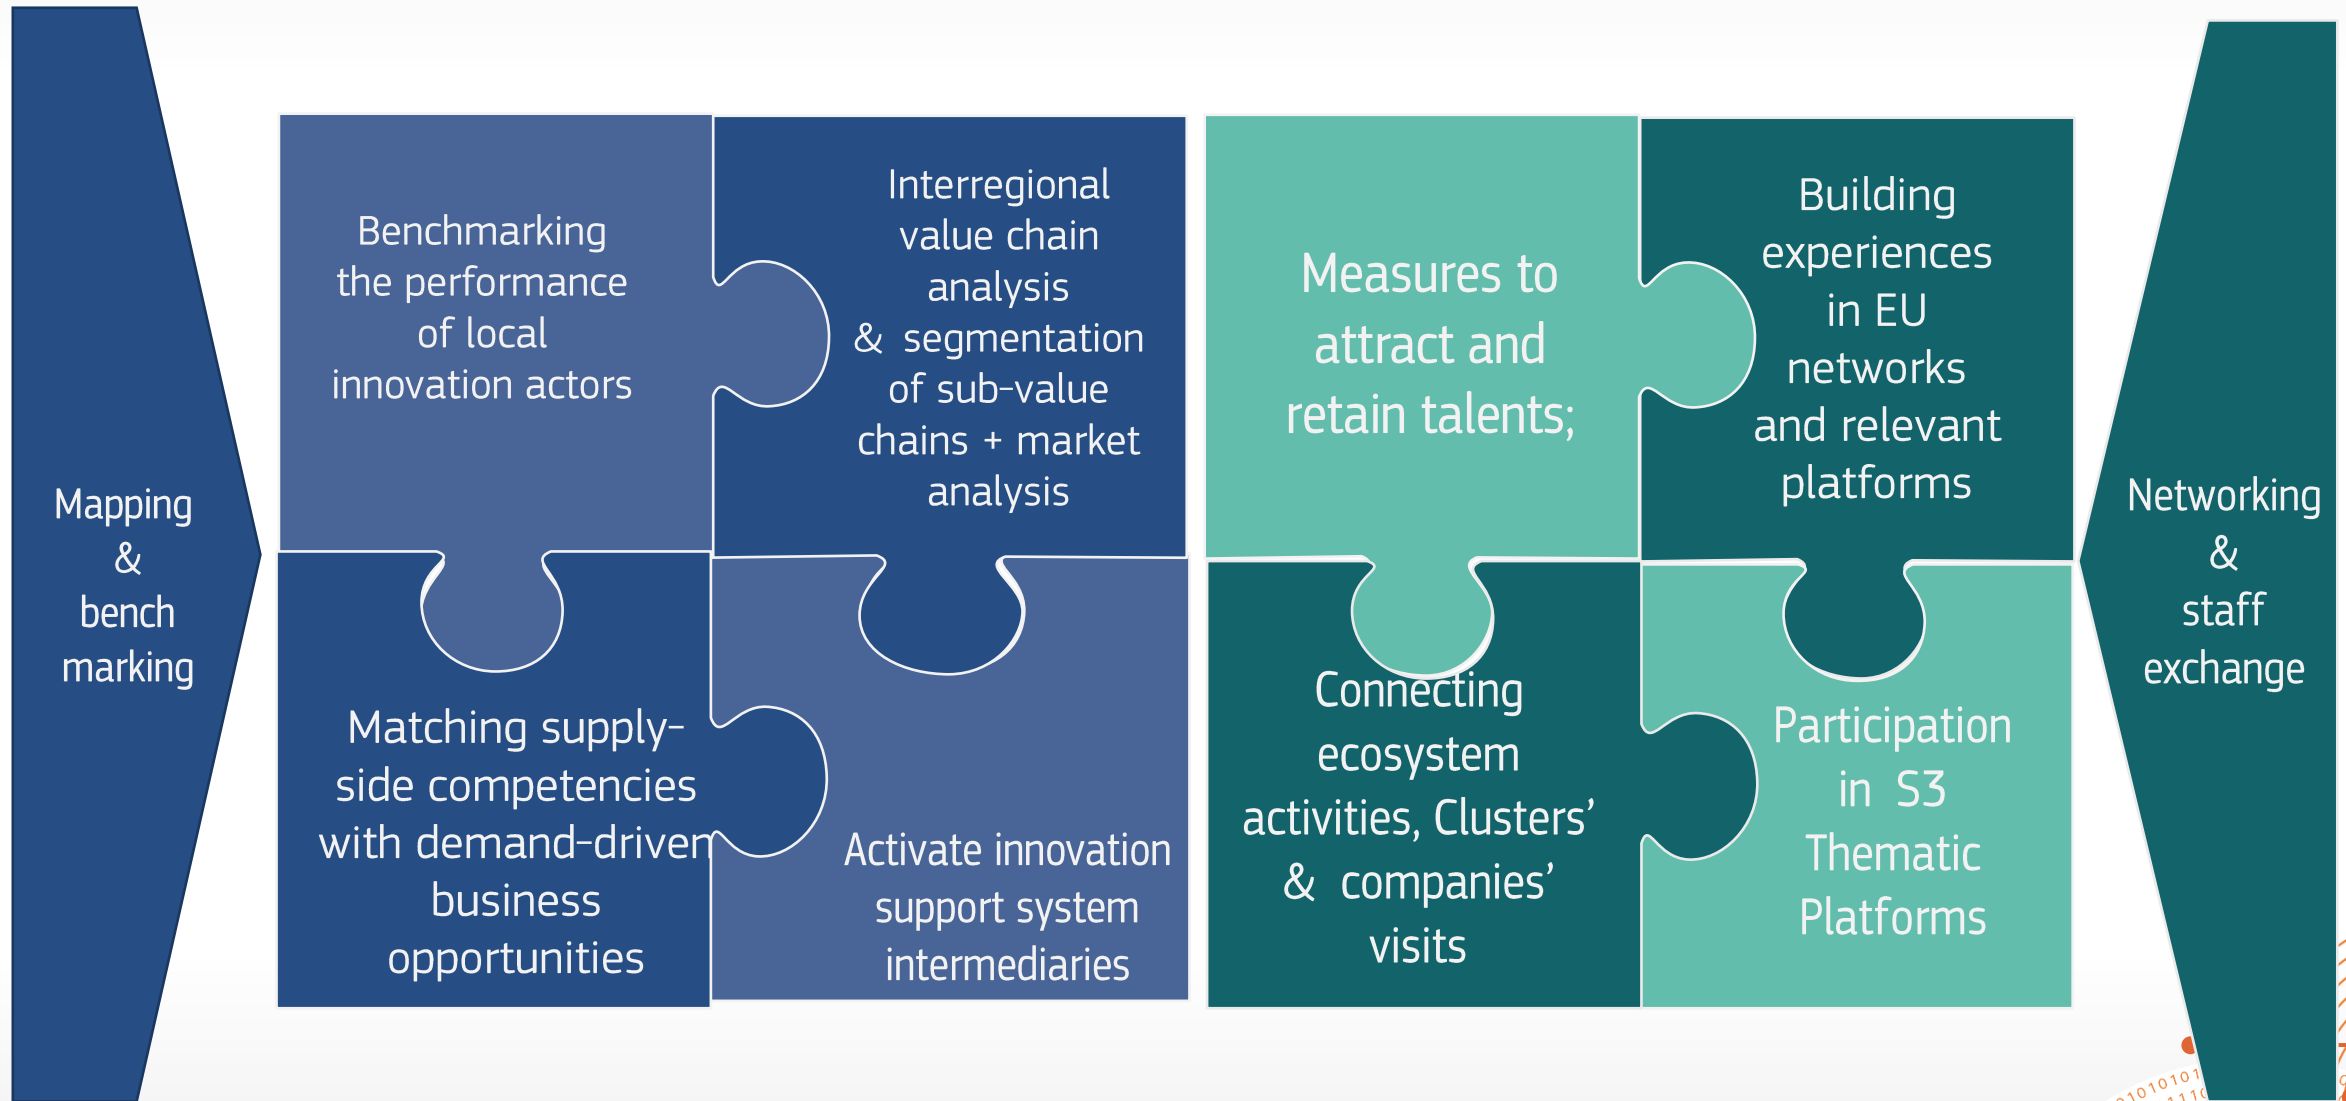 Mapping
&
bench
marking
Benchmarking
the performance
of local
innovation actors
Interregional
value chain
analysis
& segmentation
of sub-value
chains + market
analysis
Matching supply-
side competencies
with demand-driven
business
opportunities
Activate innovation
support system
intermediaries
Measures to
attract and
retain talents;
Building
experiences
in EU
networks
and relevant
platforms
Connecting
ecosystem
activities, Clusters’
& companies’
visits
Participation
in S3
Thematic
Platforms
Networking
&
staff
exchange